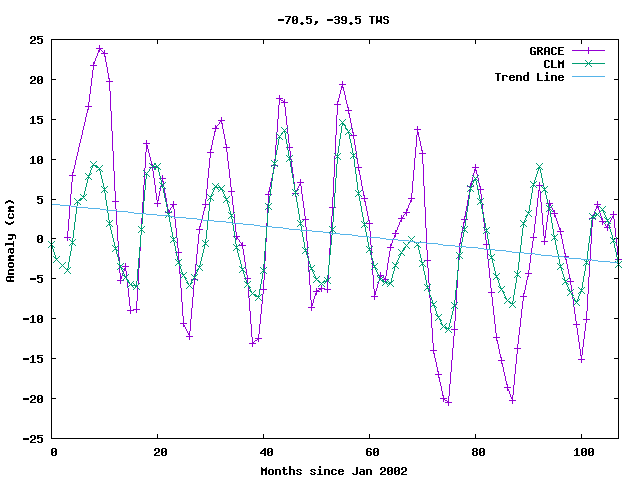 -70.5, -39.5 TWS
GRACE
CLM
Trend Line
25
20
15
10
5
0
-5
-10
-15
-20
-25
Anomaly (cm)
0 20 40 60 80 100
Months since Jan 2002